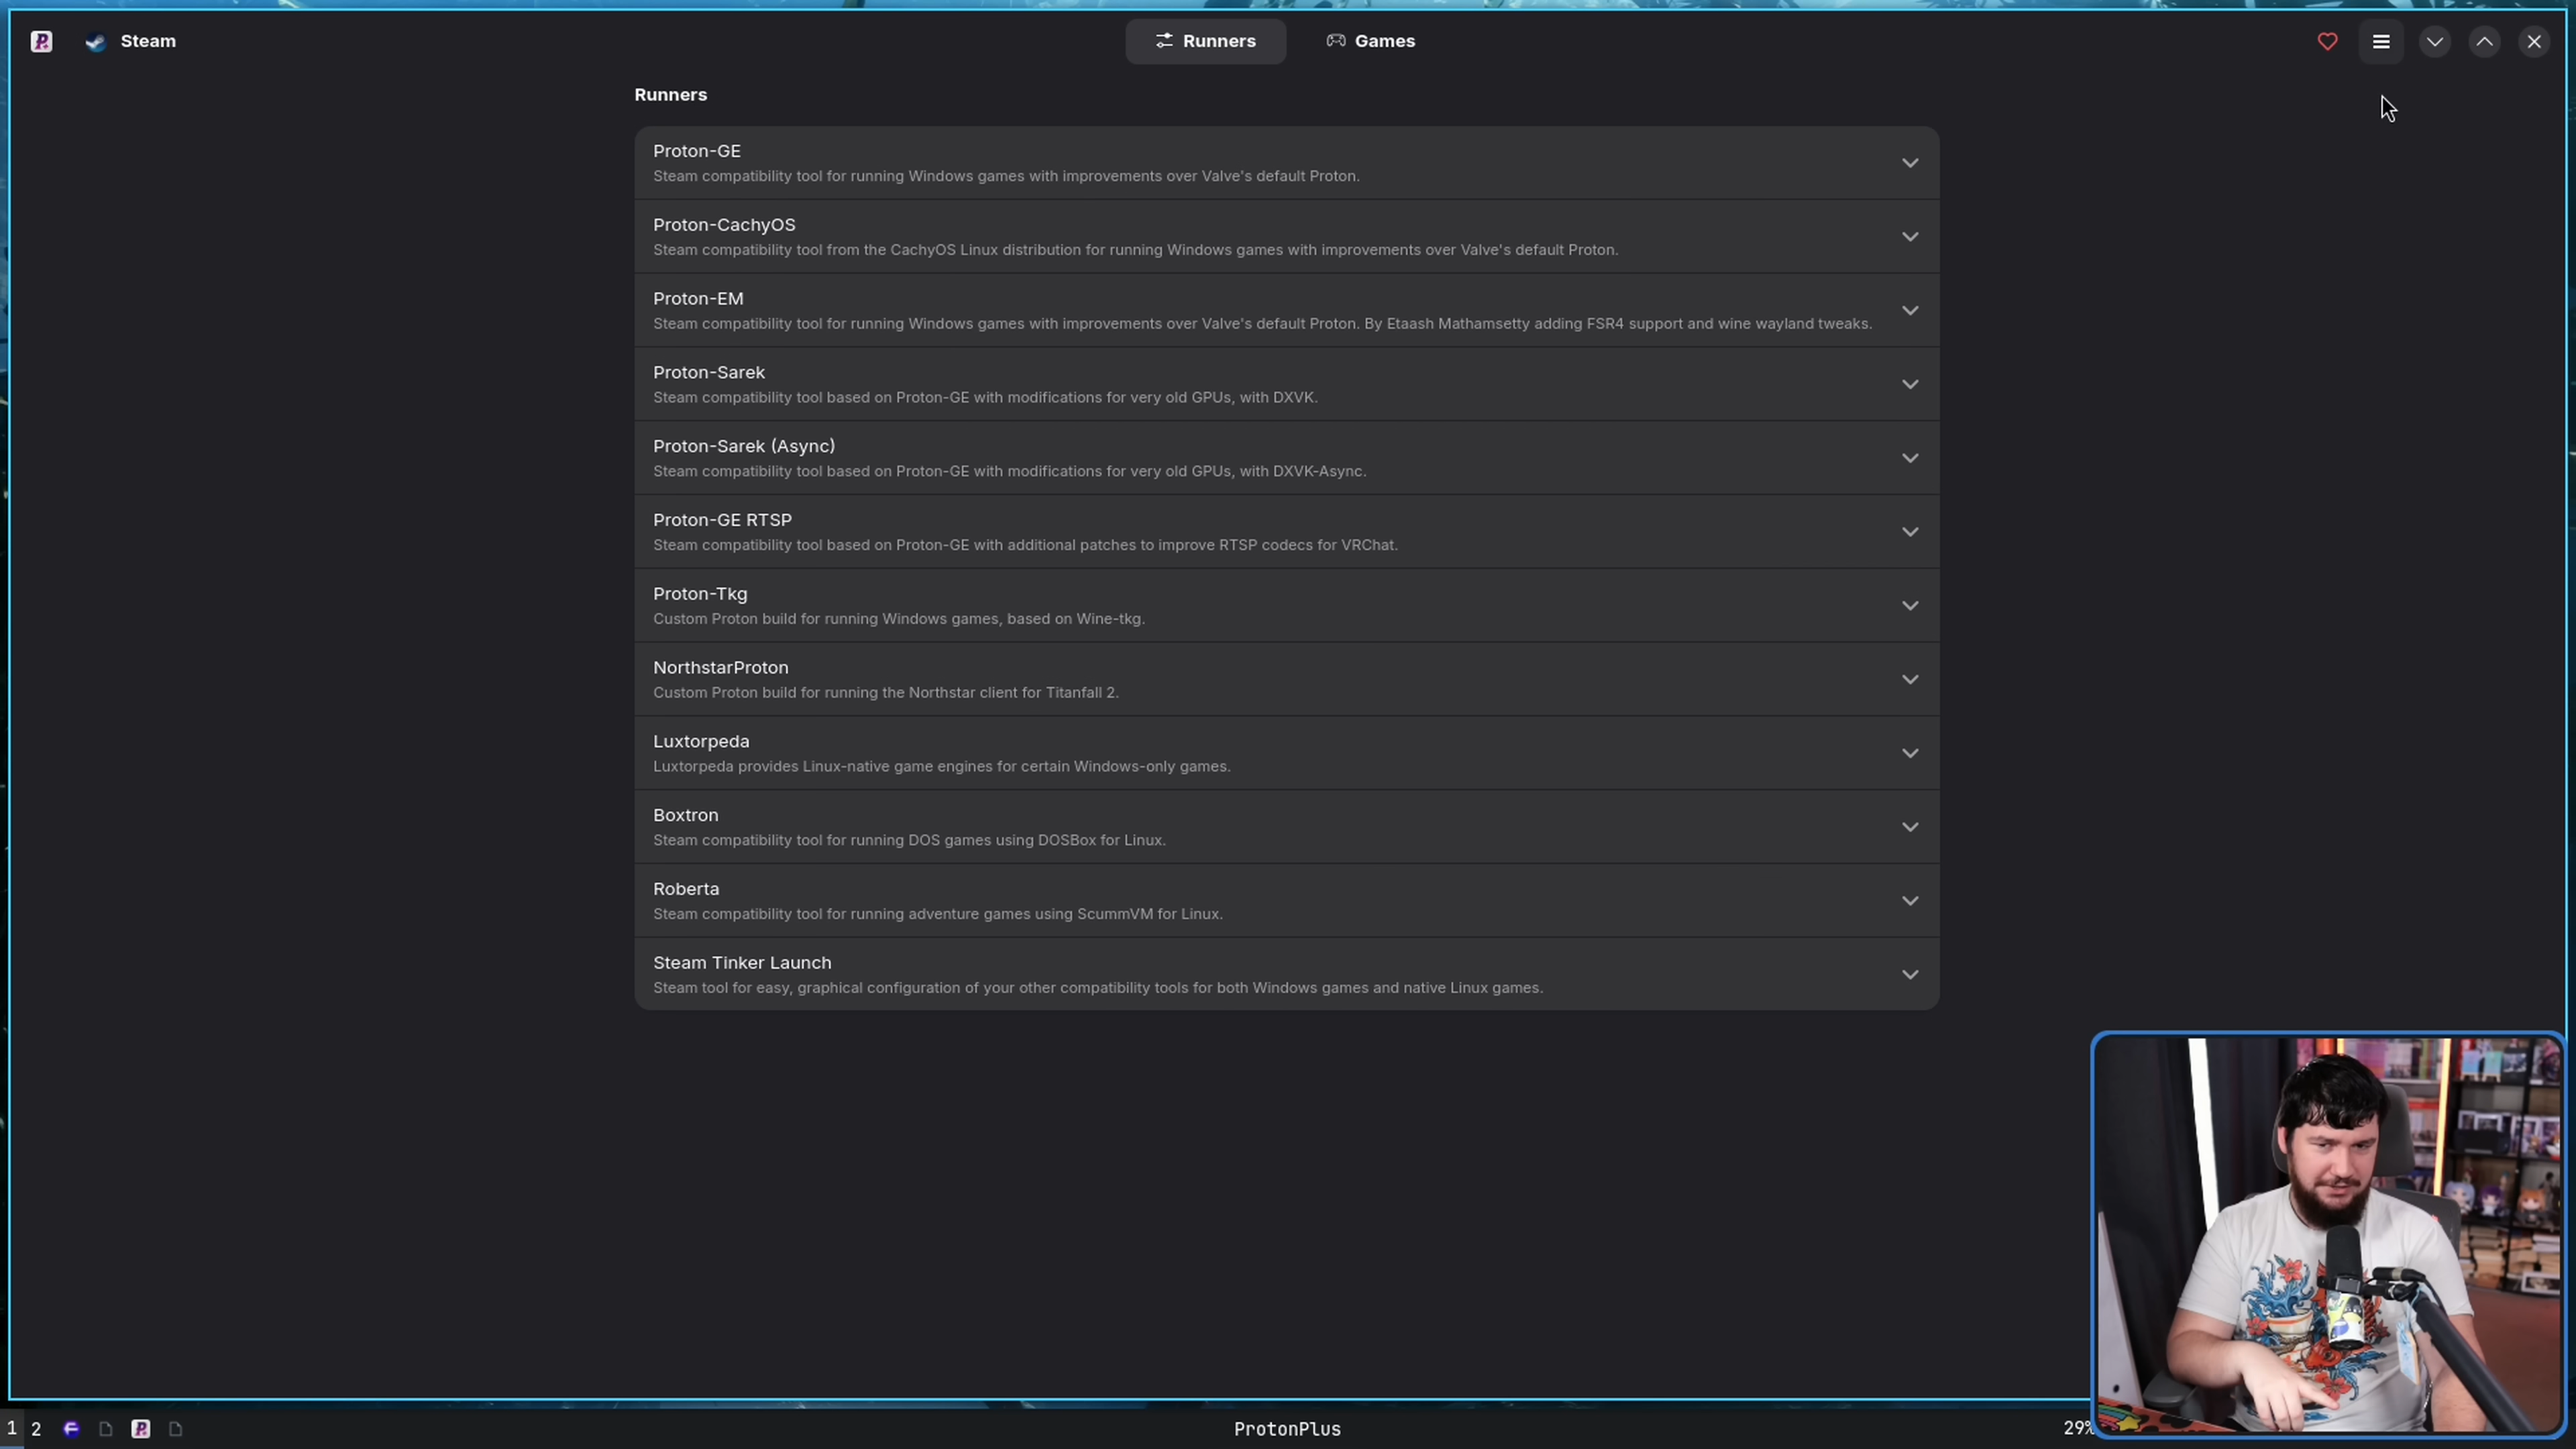 Steam
Runners
Games
Runners
Proton-GE
Steam compatibility tool for running Windows games with improvements over Valve's default Proton.
Proton-CachyOS
Steam compatibility tool from the CachyOS Linux distribution for running Windows games with improvements over Valve's default Proton.
Proton-EM
Steam compatibility tool for running Windows games with improvements over Valve's default Proton. By Etaash Mathamsetty adding FSR4 support and wine wayland tweaks.
Proton-Sarek
Steam compatibility tool based on Proton-GE with modifications for very old GPUs, with DXVK.
Proton-Sarek (Async)
Steam compatibility tool based on Proton-GE with modifications for very old GPUs, with DXVK-Async.
Proton-GE RTSP
Steam compatibility tool based on Proton-GE with additional patches to improve RTSP codecs for VRChat.
Proton-Tkg
Custom Proton build for running Windows games, based on Wine-tkg.
NorthstarProton
Custom Proton build for running the Northstar client for Titanfall 2.
Luxtorpeda
Luxtorpeda provides Linux-native game engines for certain Windows-only games.
Boxtron
Steam compatibility tool for running DOS games using DOSBox for Linux.
Roberta
Steam compatibility tool for running adventure games using ScummVM for Linux.
Steam Tinker Launch
Steam tool for easy, graphical configuration of your other compatibility tools for both Windows games and native Linux games.
1 2
ProtonPlus
29%